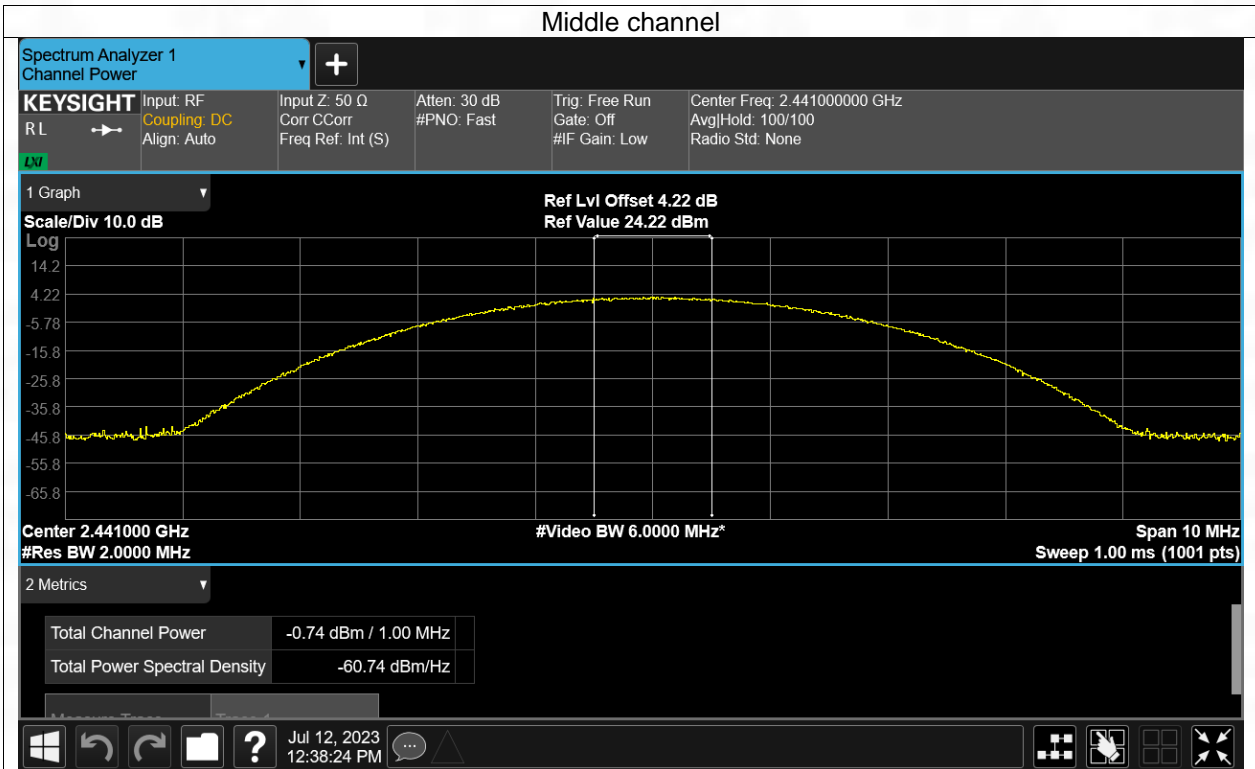 Middle channel
Spectrum Analyzer 1
Channel Power
KEYSIGHT
R L
LXI
Input: RF
Coupling: DC
Align: Auto
Input Z: 50 Ω
Corr CCorr
Freq Ref: Int (S)
Atten: 30 dB
#PNO: Fast
Trig: Free Run
Gate: Off
#IF Gain: Low
Center Freq: 2.441000000 GHz
Avg|Hold: 100/100
Radio Std: None
1 Graph
Scale/Div 10.0 dB
Ref Lvl Offset 4.22 dB
Ref Value 24.22 dBm
Log
14.2
4.22
-5.78
-15.8
-25.8
-35.8
-45.8
-55.8
-65.8
Center 2.441000 GHz
#Video BW 6.0000 MHz*
Span 10 MHz
#Res BW 2.0000 MHz
Sweep 1.00 ms (1001 pts)
2 Metrics
Total Channel Power -0.74 dBm / 1.00 MHz
Total Power Spectral Density -60.74 dBm/Hz
Measure Trace Trace 1
?
Jul 12, 2023
12:38:24 PM